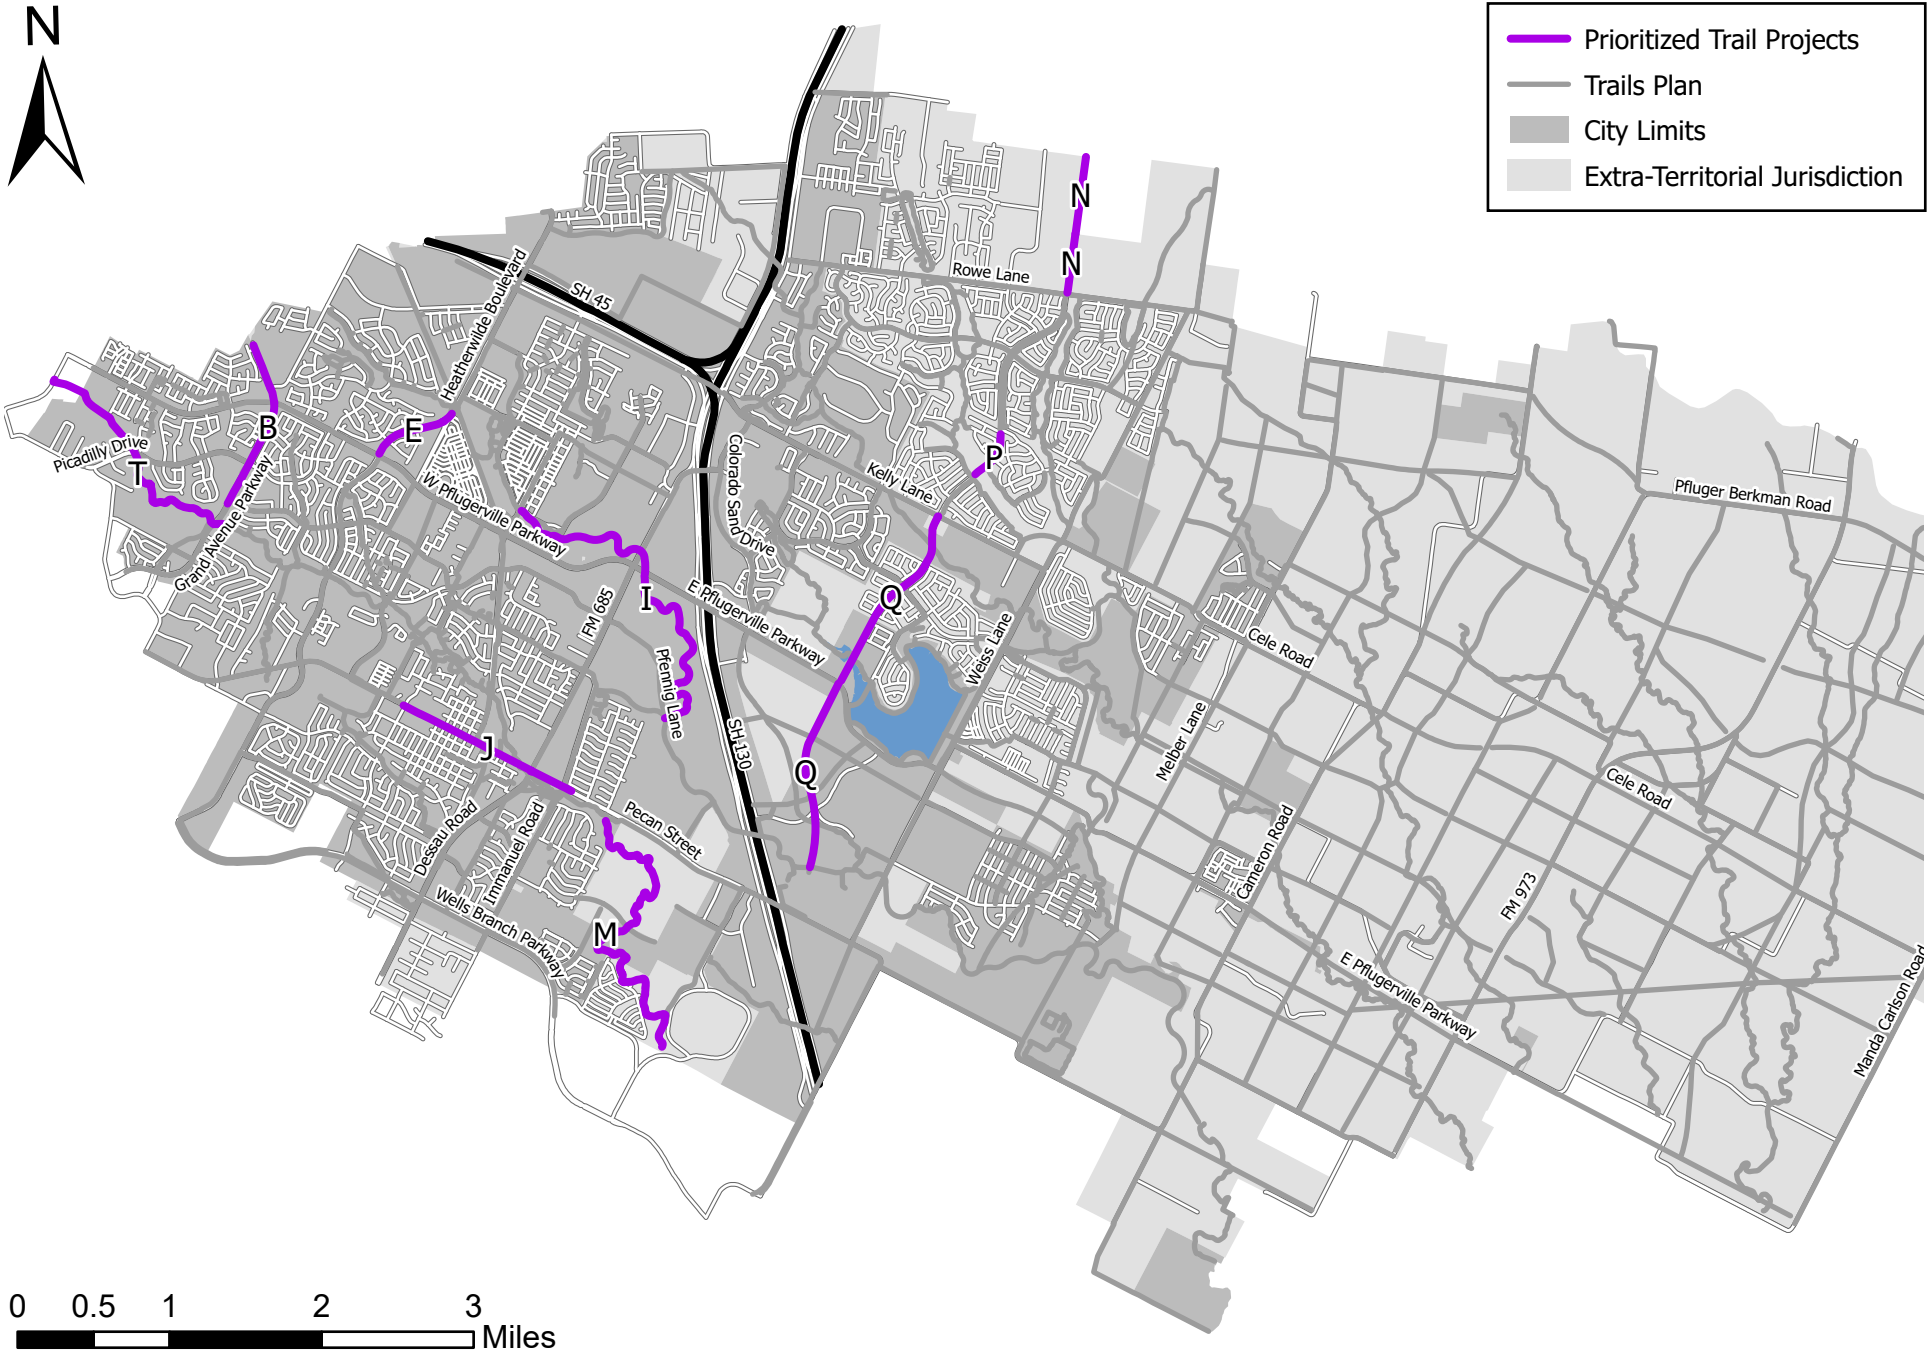 N
Prioritized Trail Projects
Trails Plan
City Limits
Extra-Territorial Jurisdiction
N
N
Rowe Lane
SH 45
Heatherwilde Boulevard
B
E
P
T
Picadilly Drive
Grand Avenue Parkway
W Pflugerville Parkway
Colorado Sand Drive
Kelly Lane
Pfluger Berkman Road
I
FM 685
E Pflugerville Parkway
Q
Weiss Lane
Cele Road
Pfennig Lane
SH 130
J
Q
Melber Lane
Cele Road
Dessau Road
Immanuel Road
Pecan Street
Cameron Road
FM 973
Wells Branch Parkway
M
E Pflugerville Parkway
Manda Carlson Road
0 0.5 1 2 3
Miles